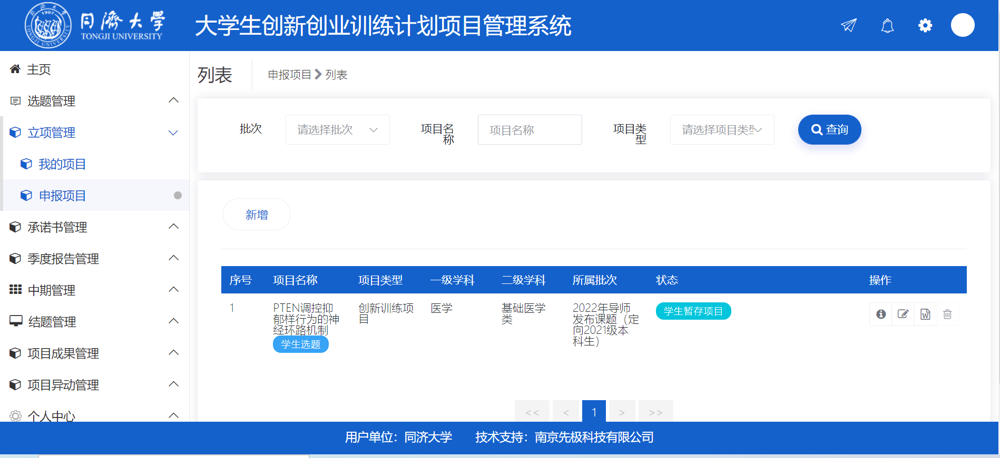 同濟大學
TONGJI UNIVERSITY
1907
大学生创新创业训练计划项目管理系统
主页
选题管理
立项管理
我的项目
申报项目
承诺书管理
季度报告管理
中期管理
结题管理
项目成果管理
项目异动管理
个人中心
列表
申报项目 列表
批次
请选择批次
项目名
称
项目名称
项目类
型
请选择项目类型
查询
新增
序号 项目名称 项目类型 一级学科 二级学科 所属批次 状态 操作
1
PTEN调控抑
郁样行为的神
经环路机制
学生选题
创新训练项
目
医学
基础医学
类
2022年导师
发布课题（定
向2021级本
科生）
学生暂存项目
<< < 1 > >>
用户单位：同济大学 技术支持：南京先极科技有限公司